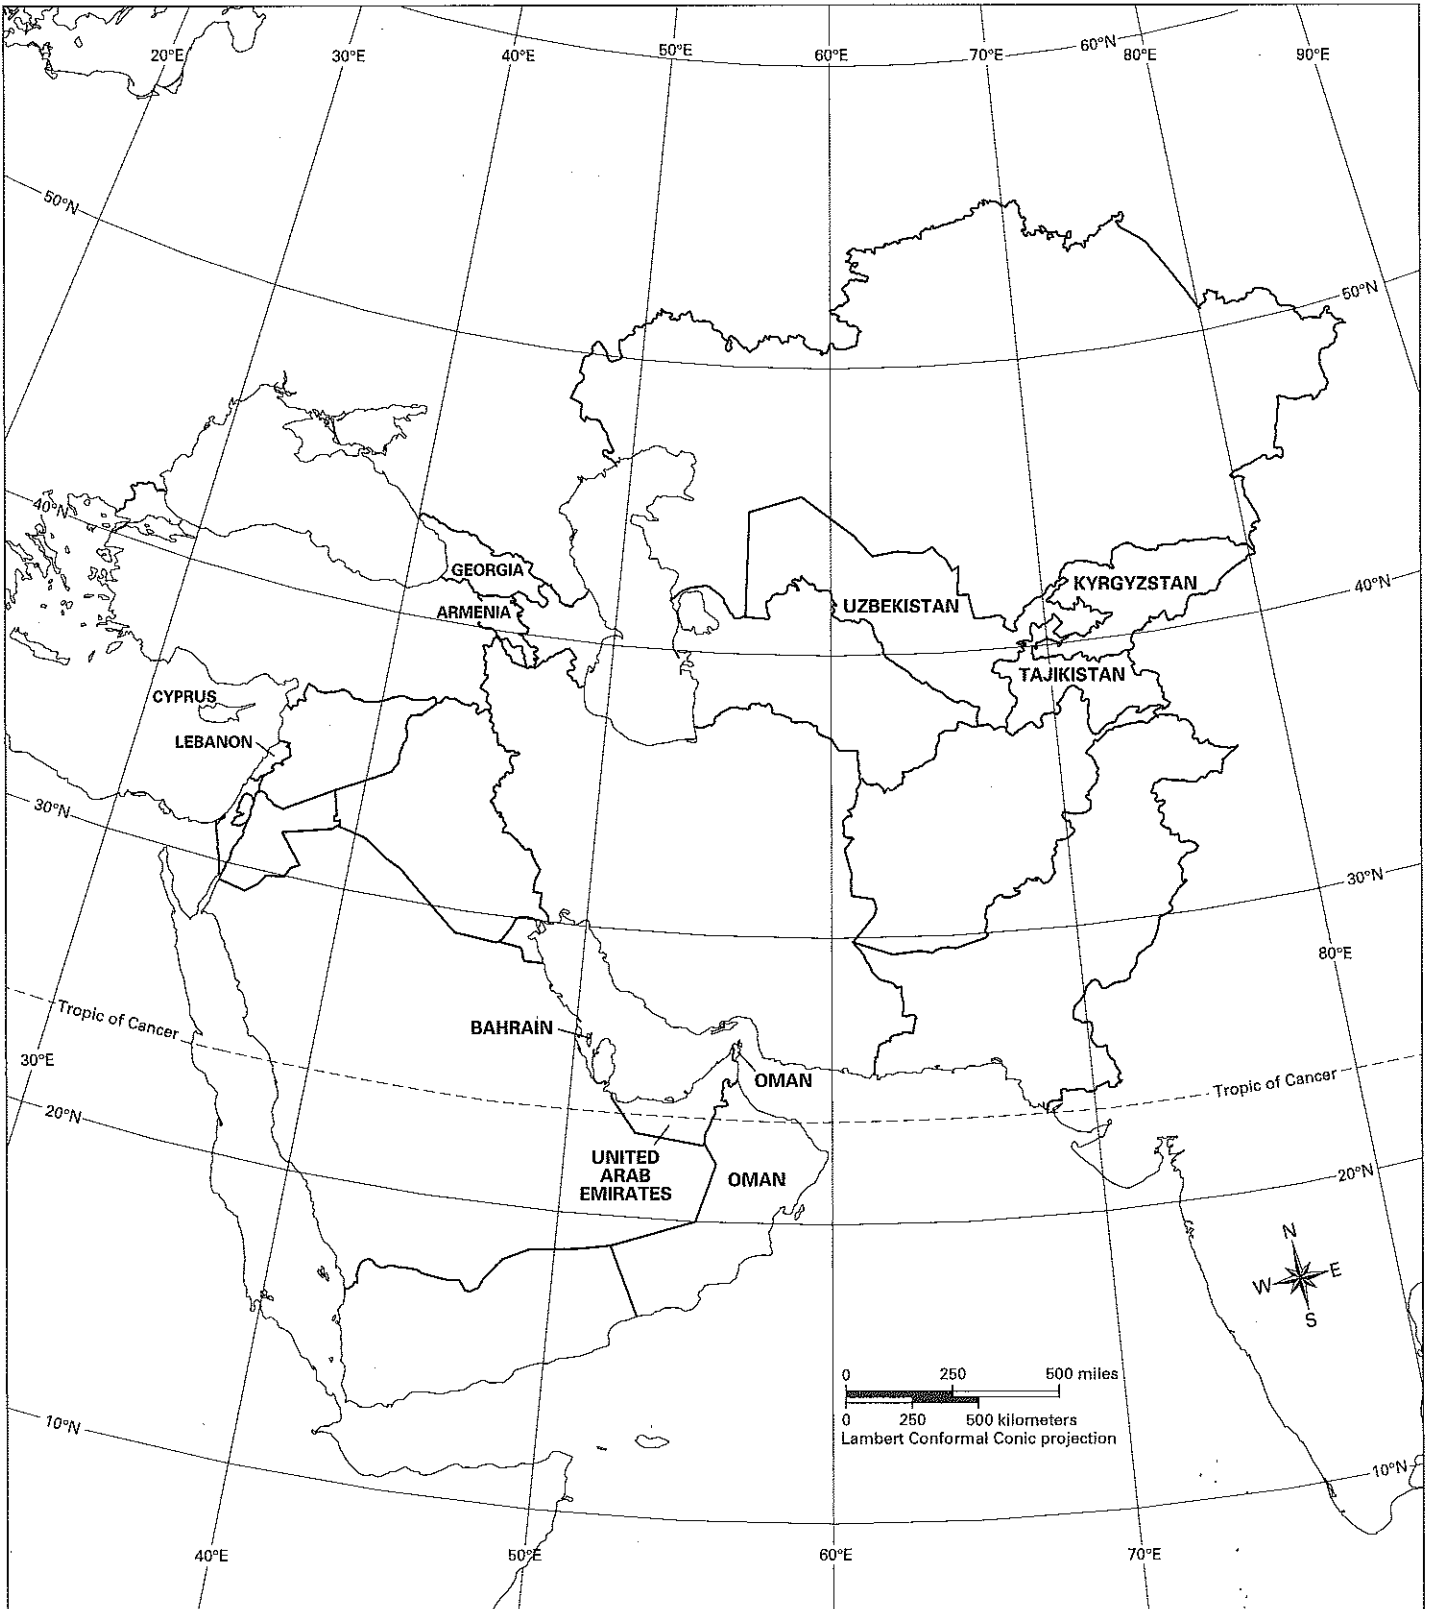 20°E
30°E
40°E
50°E
60°E
70°E
60°N
80°E
90°E
50°N
50°N
40°N
GEORGIA
ARMENIA
UZBEKISTAN
KYRGYZSTAN
40°N
TAJIKISTAN
CYPRUS
LEBANON
30°N
30°N
80°E
Tropic of Cancer
BAHRAIN
30°E
OMAN
Tropic of Cancer
20°N
UNITED
ARAB
EMIRATES
OMAN
20°N
N
W E
S
0 250 500 miles
0 250 500 kilometers
Lambert Conformal Conic projection
10°N
10°N
40°E
50°E
60°E
70°E